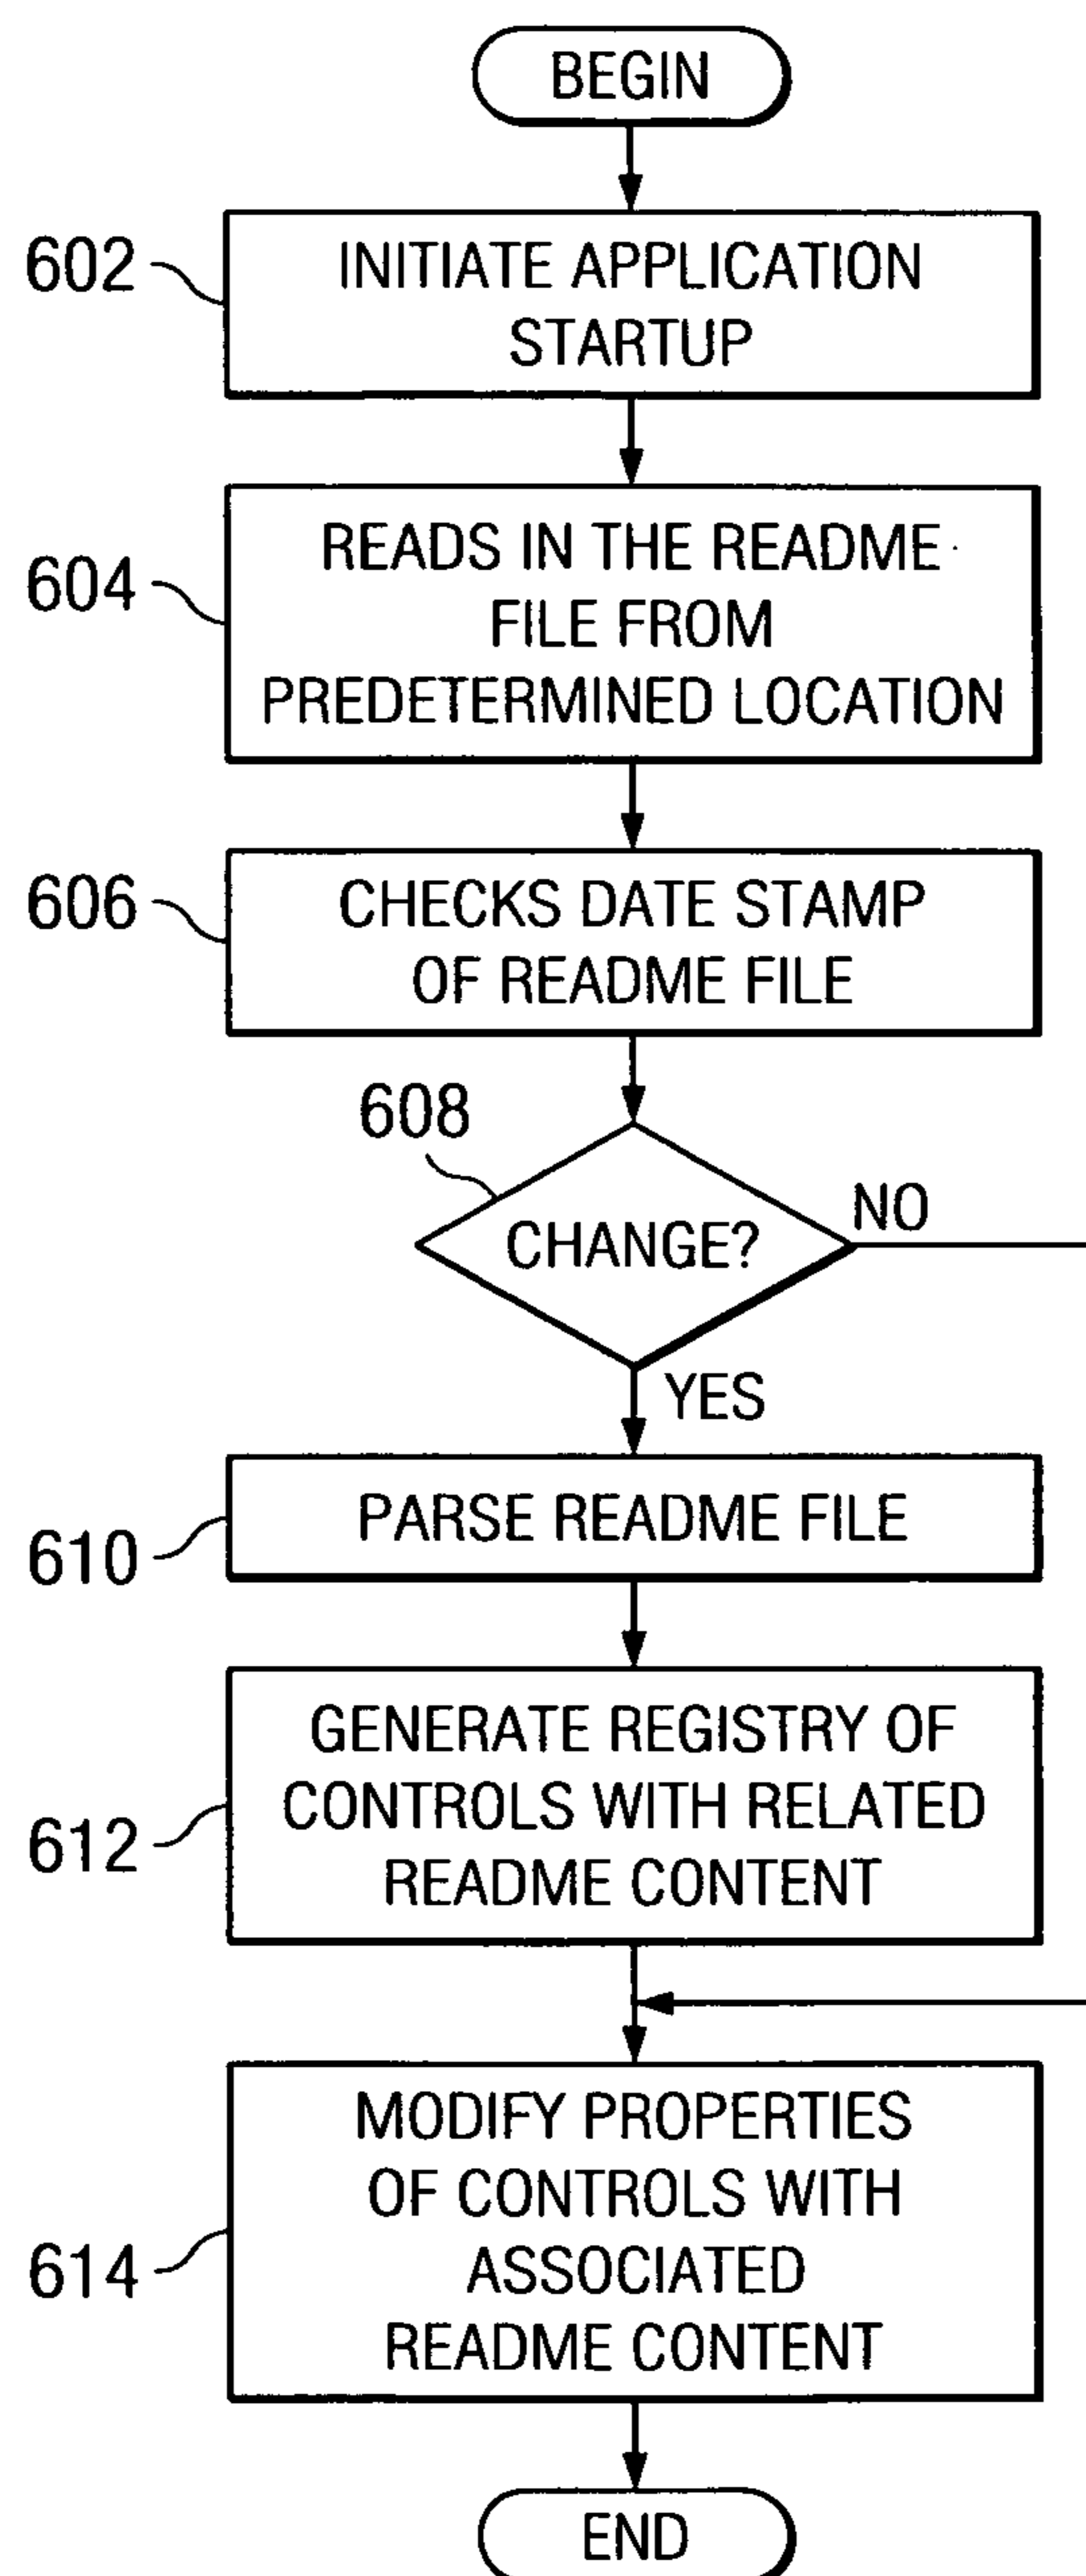 BEGIN
602
INITIATE APPLICATION
STARTUP
604
READS IN THE README
FILE FROM
PREDETERMINED LOCATION
606
CHECKS DATE STAMP
OF README FILE
608
CHANGE?
NO
YES
610
PARSE README FILE
612
GENERATE REGISTRY OF
CONTROLS WITH RELATED
README CONTENT
614
MODIFY PROPERTIES
OF CONTROLS WITH
ASSOCIATED
README CONTENT
END